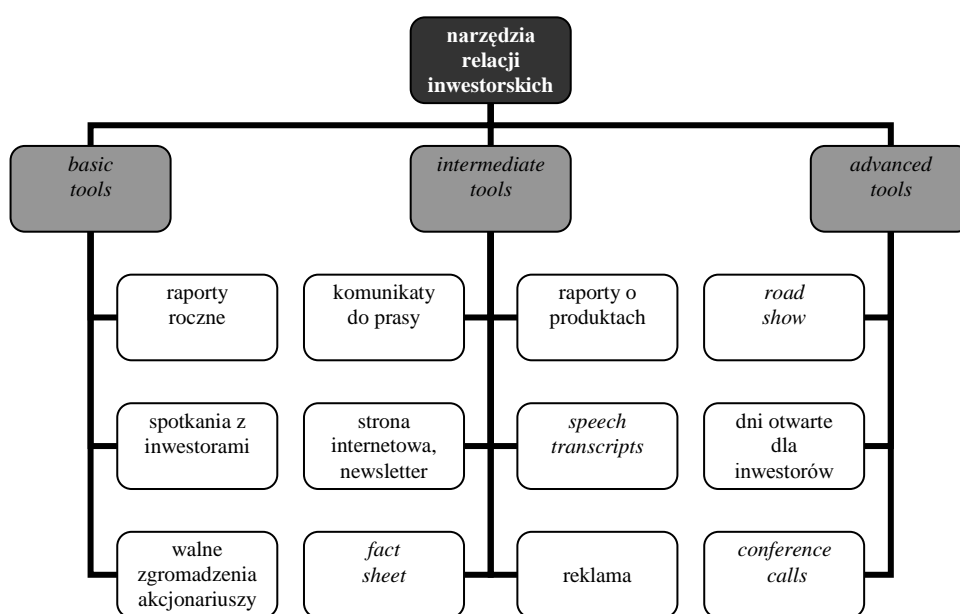 narzędzia
relacji
inwestorskich
basic
tools
intermediate
tools
advanced
tools
raporty
roczne
komunikaty
do prasy
raporty o
produktach
road
show
spotkania z
inwestorami
strona
internetowa,
newsletter
speech
transcripts
dni otwarte
dla
inwestorów
walne
zgromadzenia
akcjonariuszy
fact
sheet
reklama
conference
calls